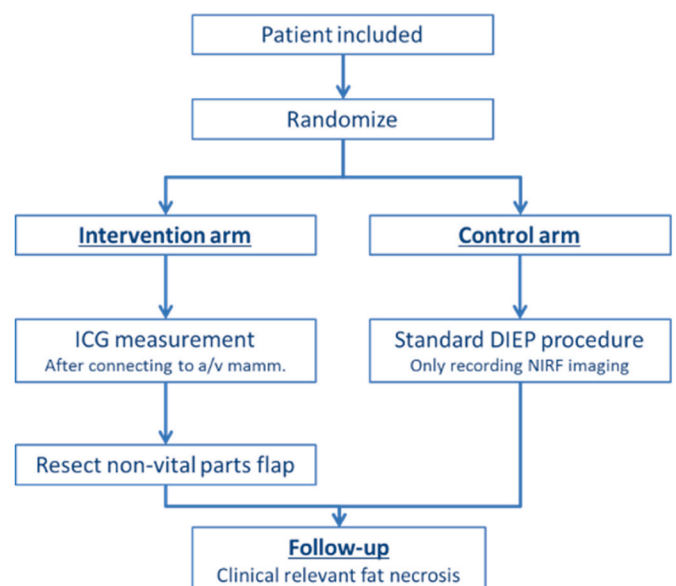 Patient included
Randomize
Intervention arm
Control arm
ICG measurement
After connecting to a/v mamm.
Standard DIEP procedure
Only recording NIRF imaging
Resect non-vital parts flap
Follow-up
Clinical relevant fat necrosis